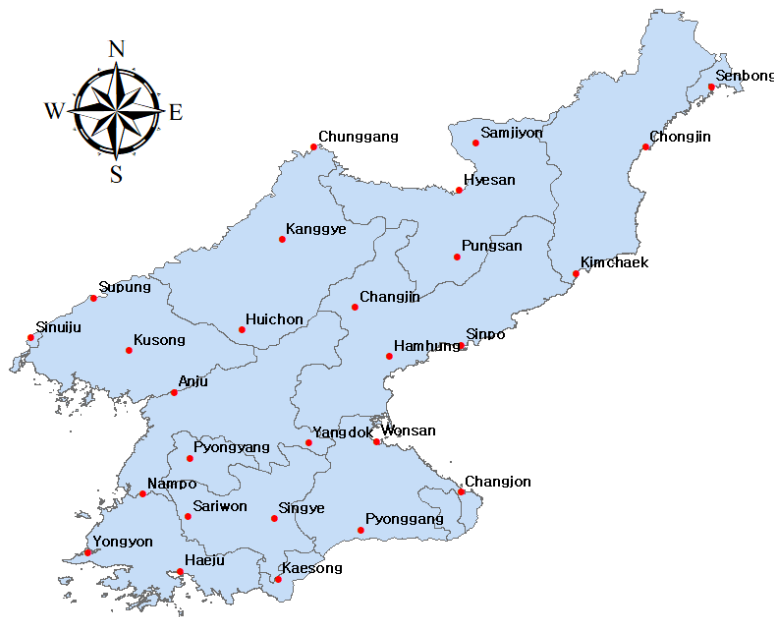 N
W
E
S
Senbong
Chunggang
Samjiyon
Chongjin
Hyesan
Kanggye
Pungsan
Kimchaek
Supung
Changjin
Sinuiju
Huichon
Kusong
Hamhung
Sinpo
Anju
Yangdok
Wonsan
Pyongyang
Nampo
Changjon
Sariwon
Singye
Pyonggang
Yongyon
Haeju
Kaesong